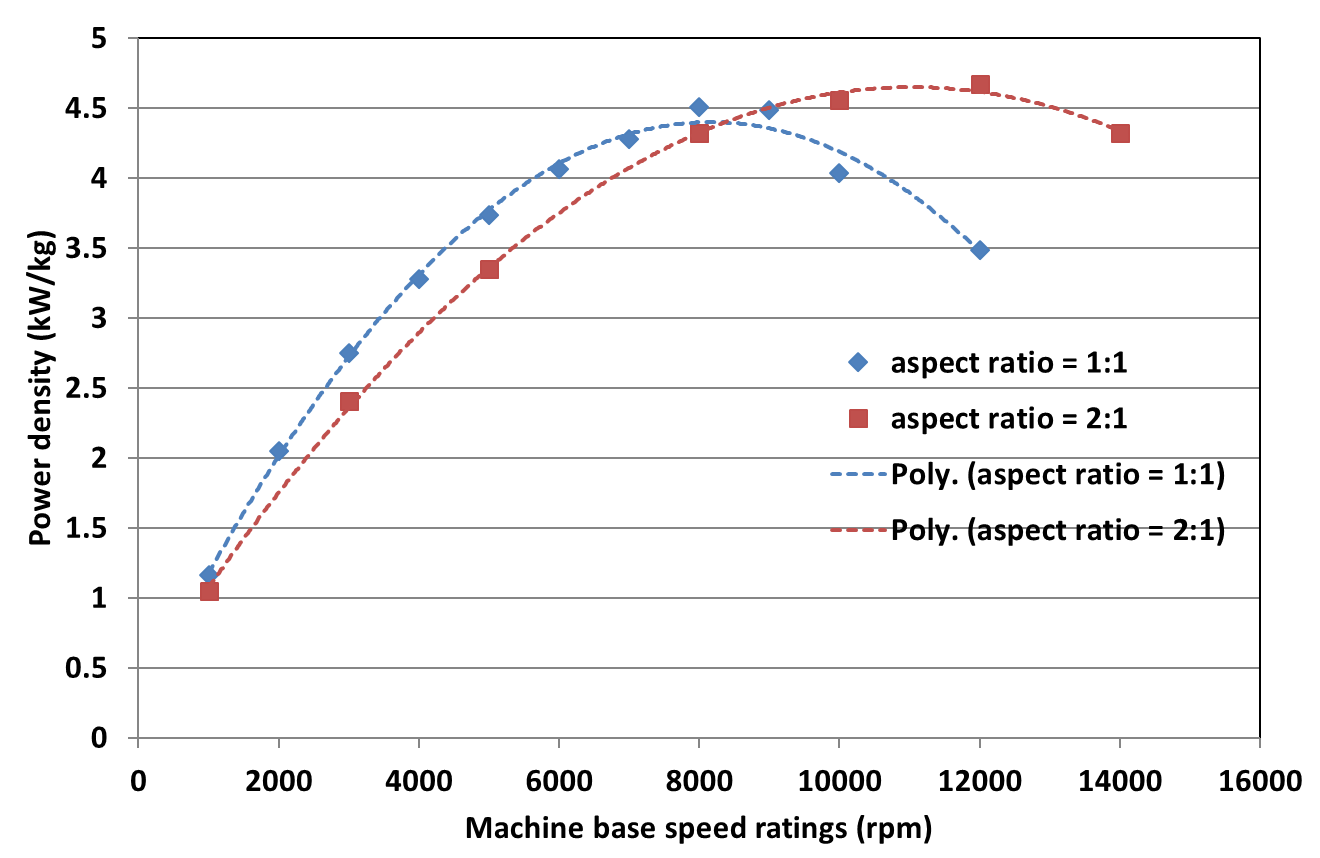 5
4.5
4
3.5
3
2.5
2
1.5
1
0.5
0
Power density (kW/kg)
aspect ratio = 1:1
aspect ratio = 2:1
Poly. (aspect ratio = 1:1)
Poly. (aspect ratio = 2:1)
0 2000 4000 6000 8000 10000 12000 14000 16000
Machine base speed ratings (rpm)